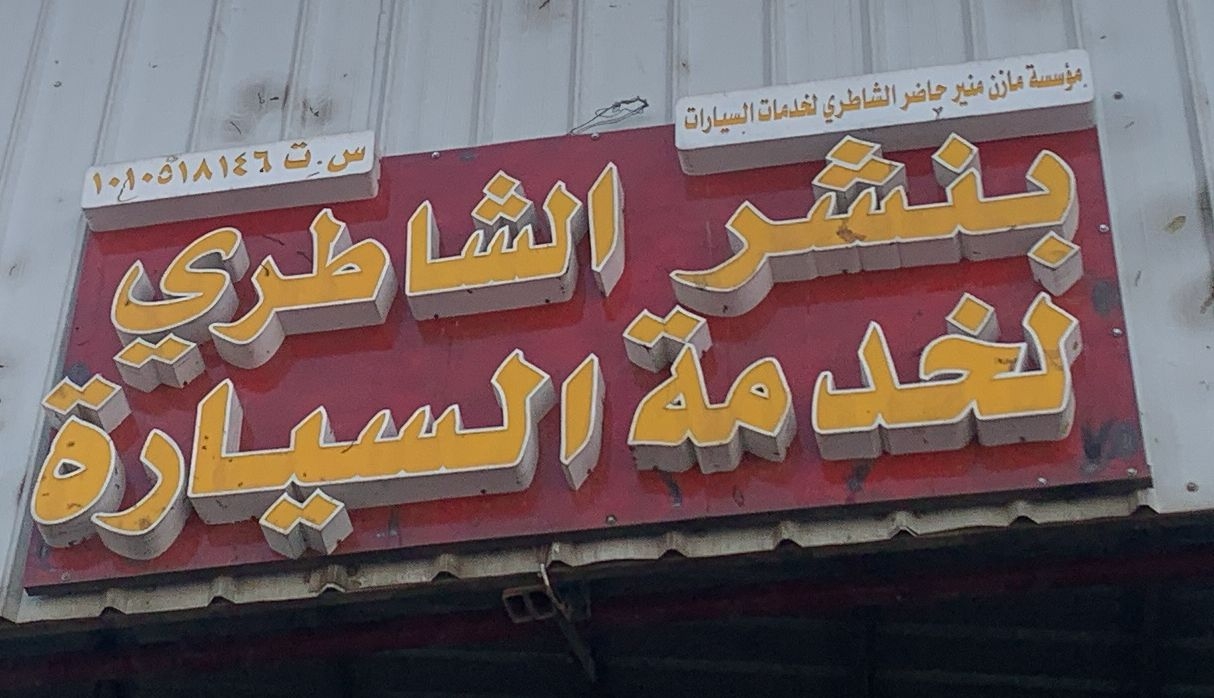 مؤسسة مازن منير حاضر الشاطري لخدمات السيارات
س.ت ١٠١٠٥١٨١٤٦
بنشر الشاطري
لخدمة السيارة